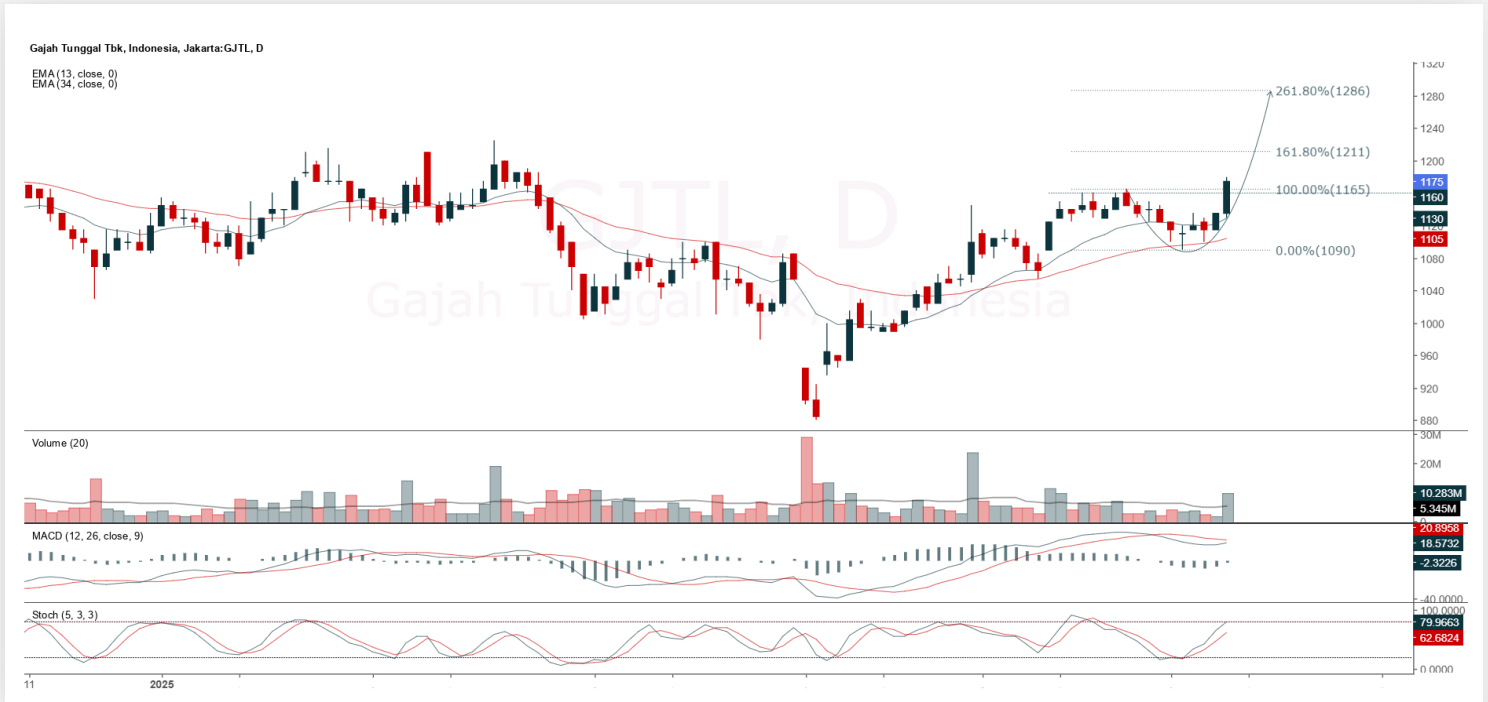 Gajah Tunggal Tbk, Indonesia, Jakarta:GJTL, D
EMA (13, close, 0)
EMA (34, close, 0)
GJTL, D
Gajah Tunggal Tbk, Indonesia
261.80%(1286)
161.80%(1211)
100.00%(1165)
0.00%(1090)
1320
1280
1240
1200
1175
1160
1130
1120
1105
1080
1040
1000
960
920
880
Volume (20)
30M
20M
10.283M
5.345M
0
MACD (12, 26, close, 9)
20.8958
18.5732
-2.3226
-40.0000
Stoch (5, 3, 3)
100.0000
79.9663
62.6824
0.0000
11
2025